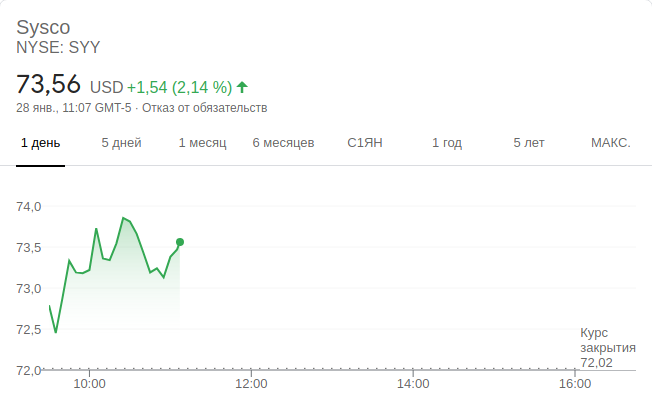 Sysco
NYSE: SYY
73,56 USD +1,54 (2,14 %)
28 янв., 11:07 GMT-5 · Отказ от обязательств
1 день 5 дней 1 месяц 6 месяцев С1ЯН 1 год 5 лет МАКС.
74,0
73,5
73,0
72,5
72,0
Курс
закрытия
72,02
10:00 12:00 14:00 16:00